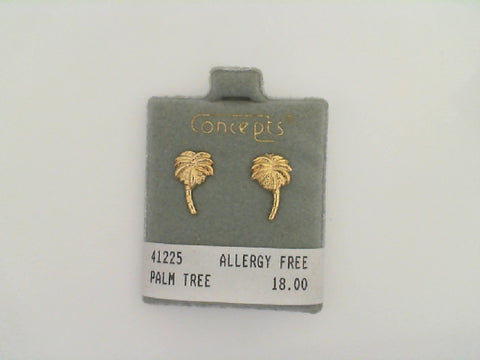 Concepts
41225 ALLERGY FREE
PALM TREE 18.00